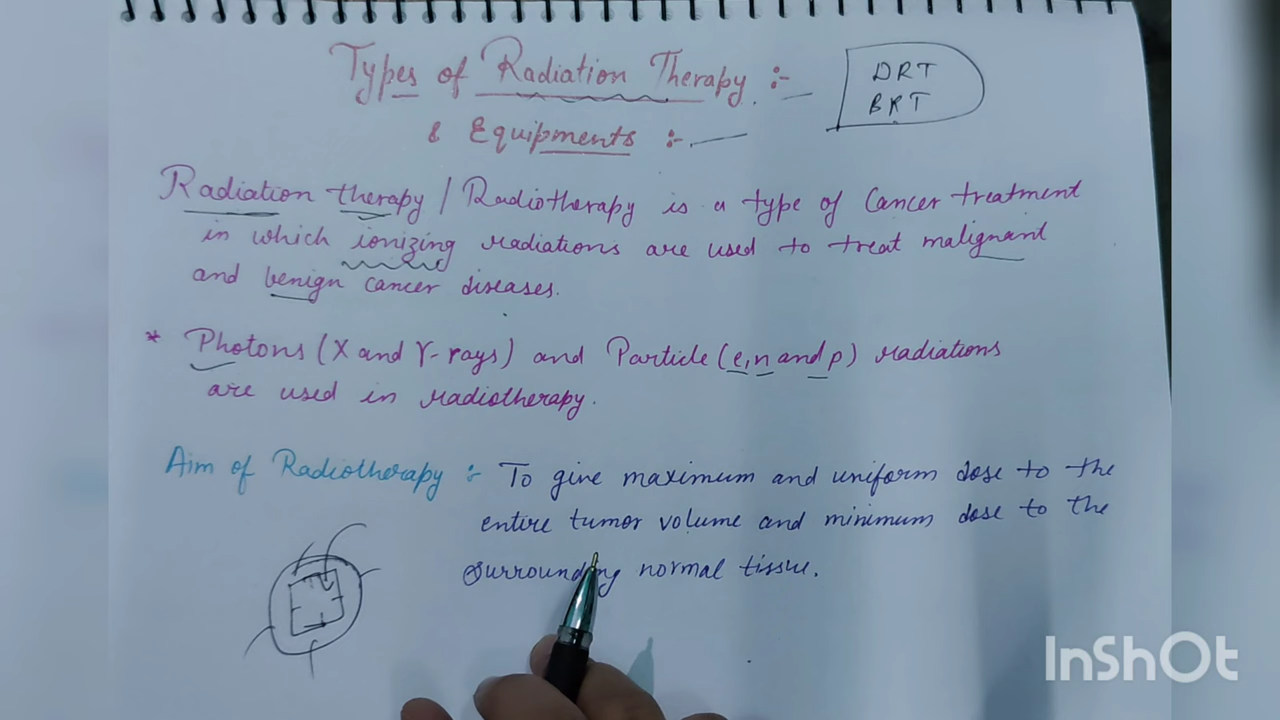 Types of Radiation Therapy :-
DRT
BRT
& Equipments :-
Radiation therapy / Radiotherapy is a type of Cancer treatment
in which ionizing radiations are used to treat malignant
and benign cancer diseases.
* Photons (X and γ-rays) and Particle (e, n and p) radiations
are used in radiotherapy.
Aim of Radiotherapy :- To give maximum and uniform dose to the
entire tumor volume and minimum dose to the
surrounding normal tissue.
InShOt